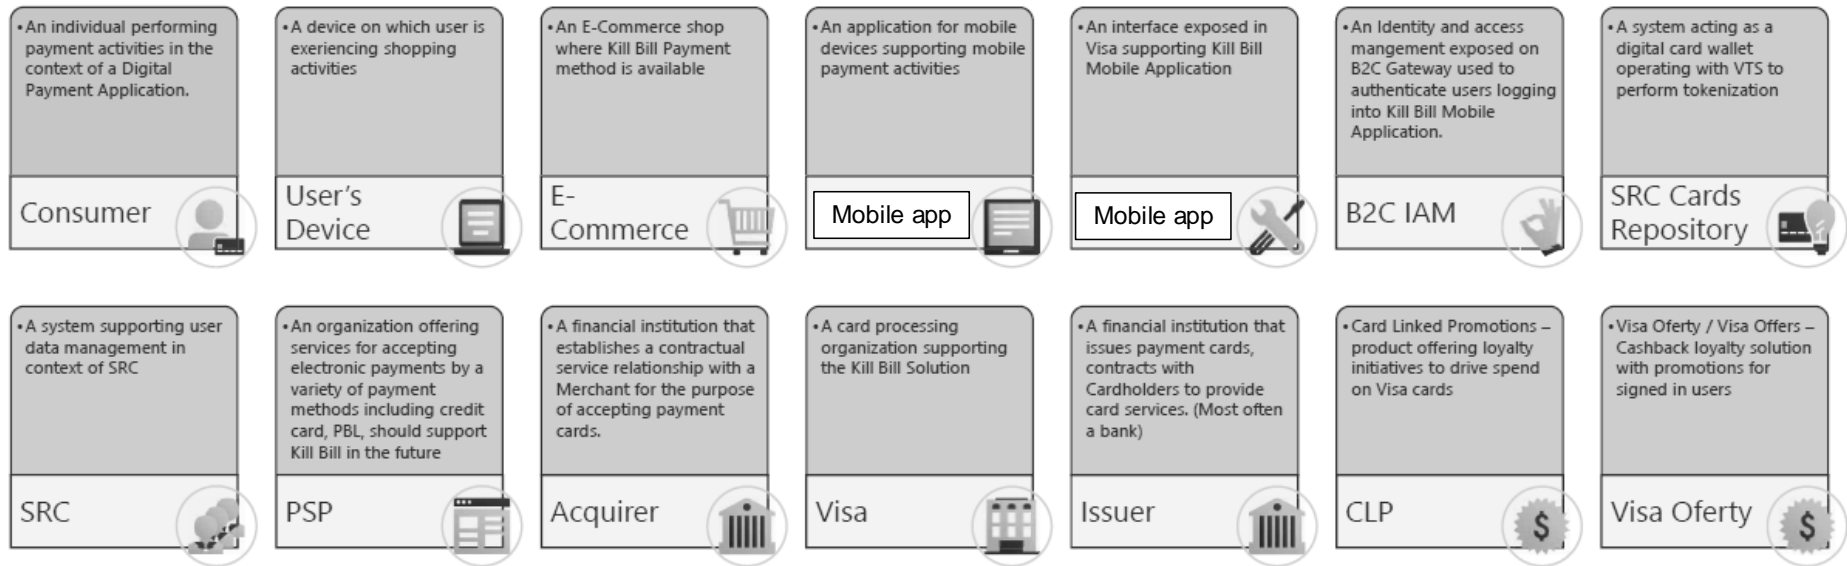 • An individual performing
payment activities in the
context of a Digital
Payment Application.
Consumer
• A device on which user is
exeriencing shopping
activities
User's
Device
• An E-Commerce shop
where Kill Bill Payment
method is available
E-
Commerce
• An application for mobile
devices supporting mobile
payment activities
Mobile app
• An interface exposed in
Visa supporting Kill Bill
Mobile Application
Mobile app
• An Identity and access
mangement exposed on
B2C Gateway used to
authenticate users logging
into Kill Bill Mobile
Application.
B2C IAM
• A system acting as a
digital card wallet
operating with VTS to
perform tokenization
SRC Cards
Repository
• A system supporting user
data management in
context of SRC
SRC
• An organization offering
services for accepting
electronic payments by a
variety of payment
methods including credit
card, PBL, should support
Kill Bill in the future
PSP
• A financial institution that
establishes a contractual
service relationship with a
Merchant for the purpose
of accepting payment
cards.
Acquirer
• A card processing
organization supporting
the Kill Bill Solution
Visa
• A financial institution that
issues payment cards,
contracts with
Cardholders to provide
card services. (Most often
a bank)
Issuer
• Card Linked Promotions –
product offering loyalty
initiatives to drive spend
on Visa cards
CLP
$
• Visa Oferty / Visa Offers –
Cashback loyalty solution
with promotions for
signed in users
Visa Oferty
$